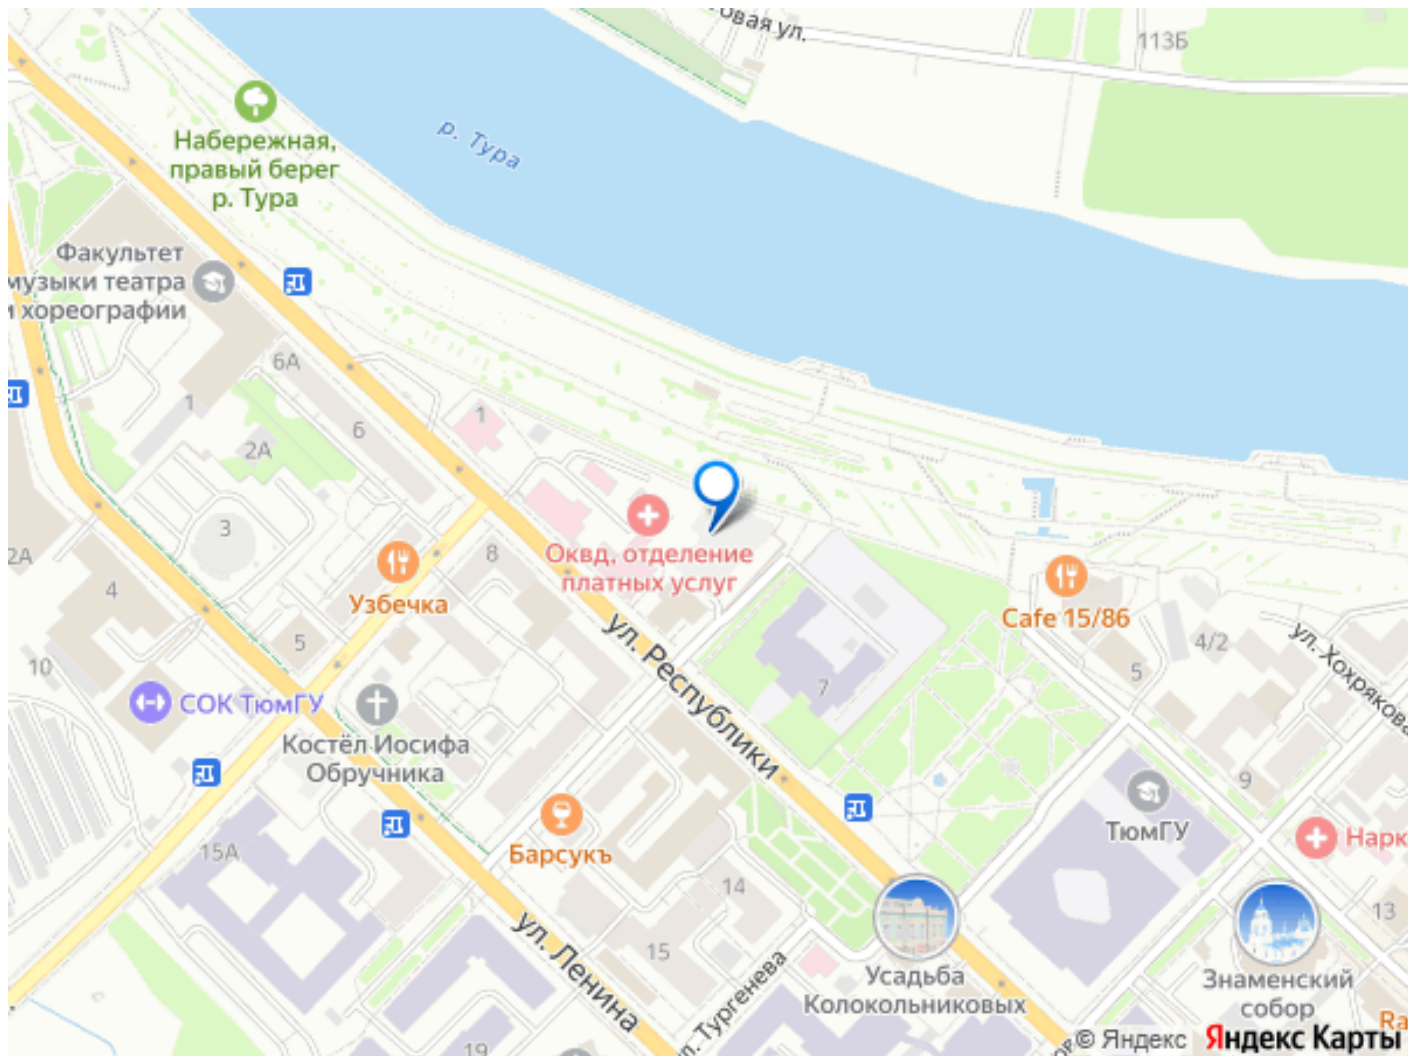 113Б
р. Тура
Набережная,
правый берег
р. Тура
Факультет
музыки театра
и хореографии
6А
1
1
6
2А
3
8
2А
4
Оквд, отделение
платных услуг
Узбечка
Cafe 15/86
5
10
4/2
5
ул. Хохрякова
ул. Республики
7
СОК ТюмГУ
Костёл Иосифа
Обручника
9
ТюмГУ
Нарк
15А
Барсукъ
14
13
ул. Ленина
15
Усадьба
Колокольниковых
Знаменский
собор
ул. Тургенева
19
Ra
© Яндекс Яндекс Карты